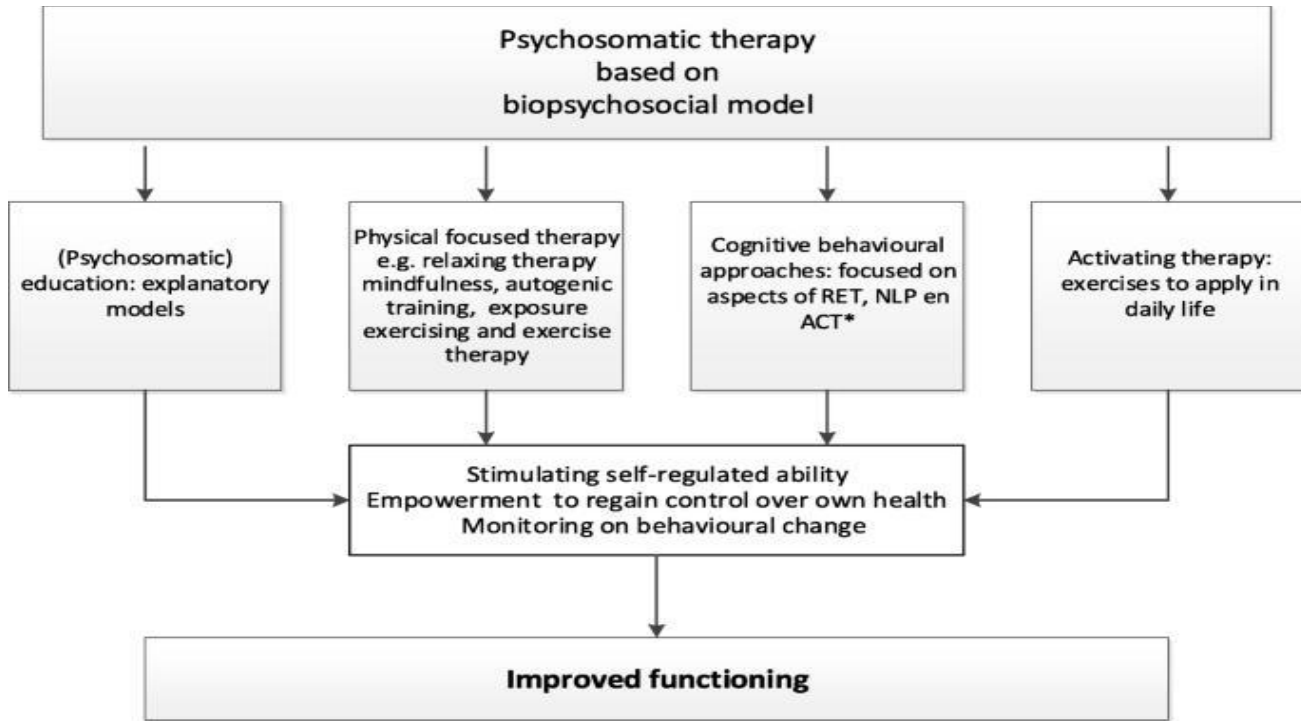 Psychosomatic therapy
based on
biopsychosocial model
(Psychosomatic)
education: explanatory
models
Physical focused therapy
e.g. relaxing therapy
mindfulness, autogenic
training, exposure
exercising and exercise
therapy
Cognitive behavioural
approaches: focused on
aspects of RET, NLP en
ACT*
Activating therapy:
exercises to apply in
daily life
Stimulating self-regulated ability
Empowerment to regain control over own health
Monitoring on behavioural change
Improved functioning